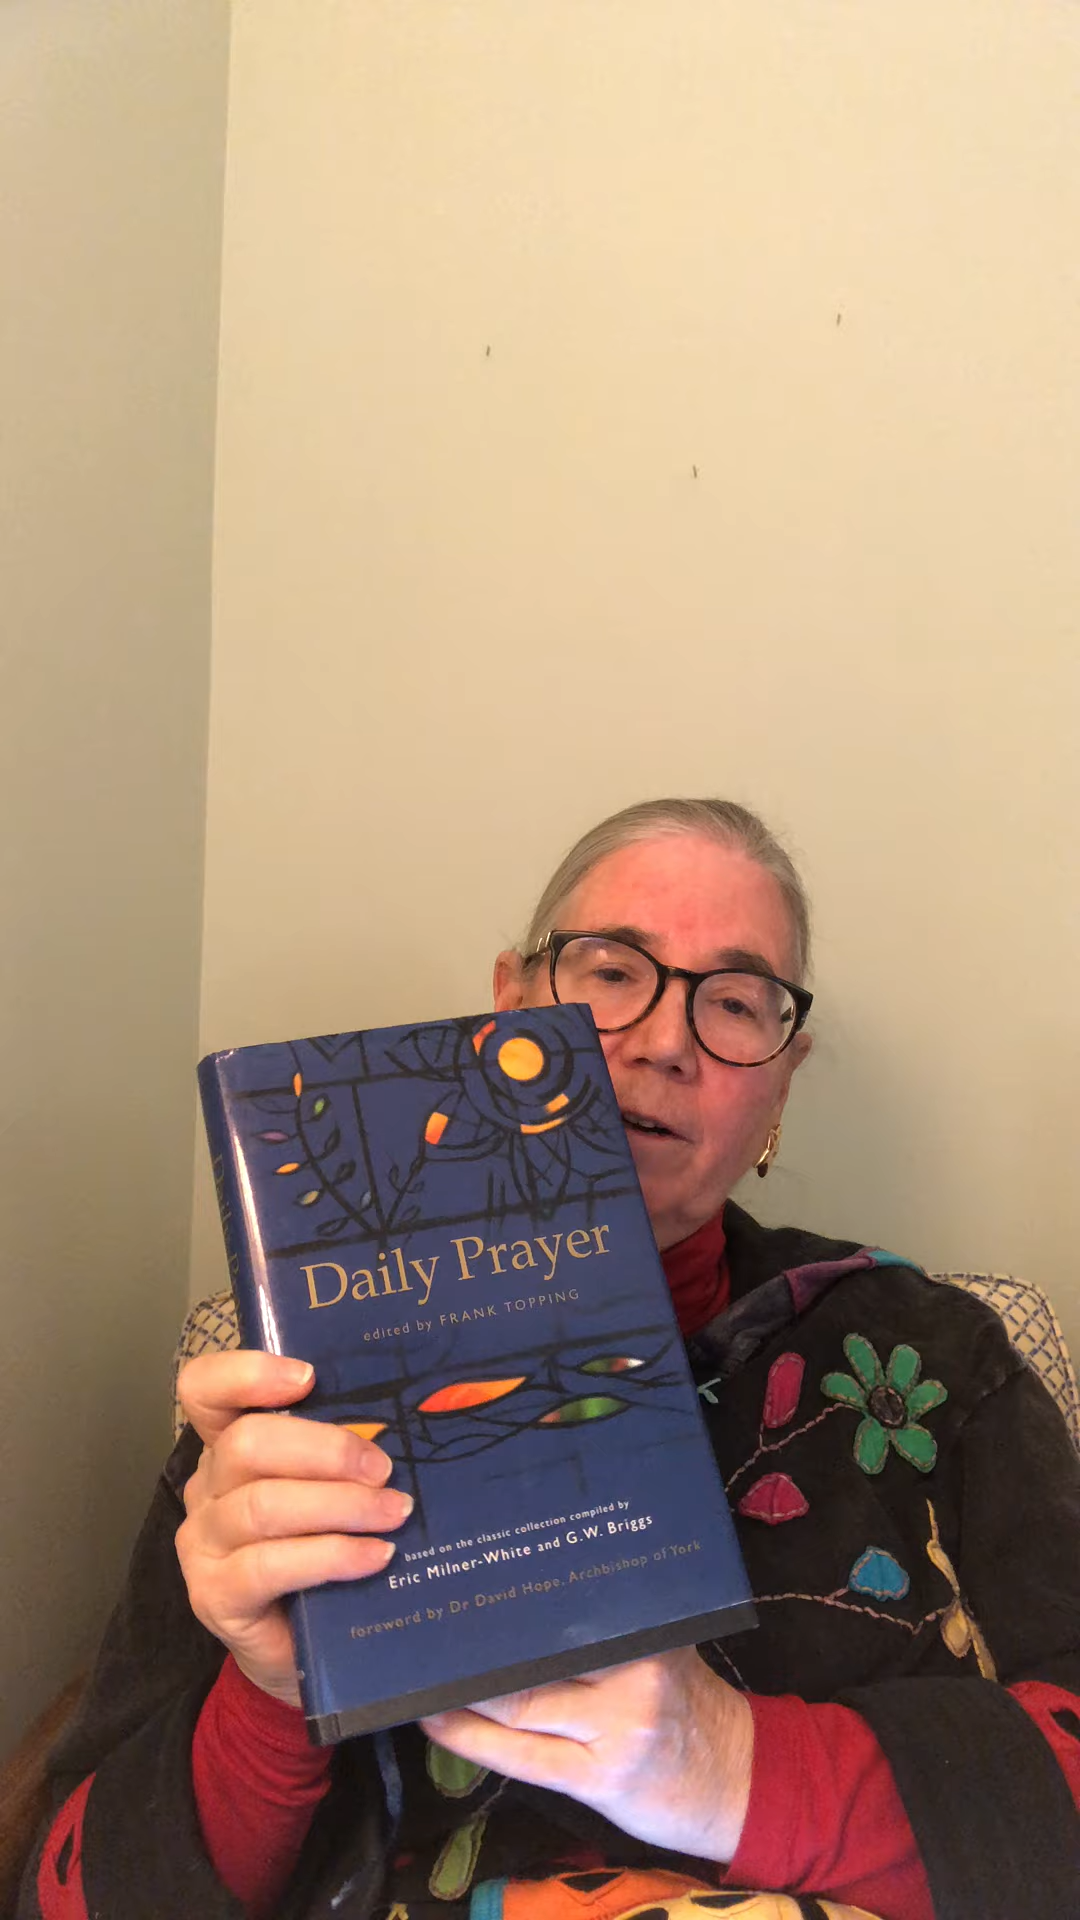 Daily Prayer
edited by FRANK TOPPING
based on the classic collection compiled by
Eric Milner-White and G.W. Briggs
foreword by Dr David Hope, Archbishop of York